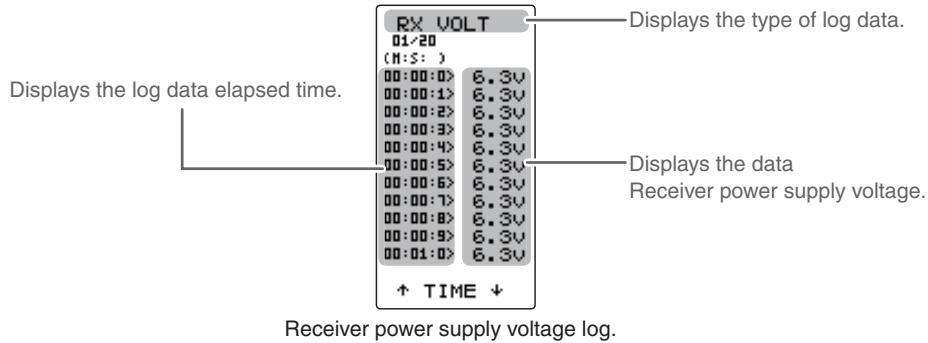 RX VOLT
Displays the type of log data.
01/20
(M:S: )
00:00:0> 6.3V
00:00:1> 6.3V
Displays the log data elapsed time.
00:00:2> 6.3V
00:00:3> 6.3V
00:00:4> 6.3V
00:00:5> 6.3V
Displays the data
Receiver power supply voltage.
00:00:6> 6.3V
00:00:7> 6.3V
00:00:8> 6.3V
00:00:9> 6.3V
00:01:0> 6.3V
↑ TIME ↓
Receiver power supply voltage log.